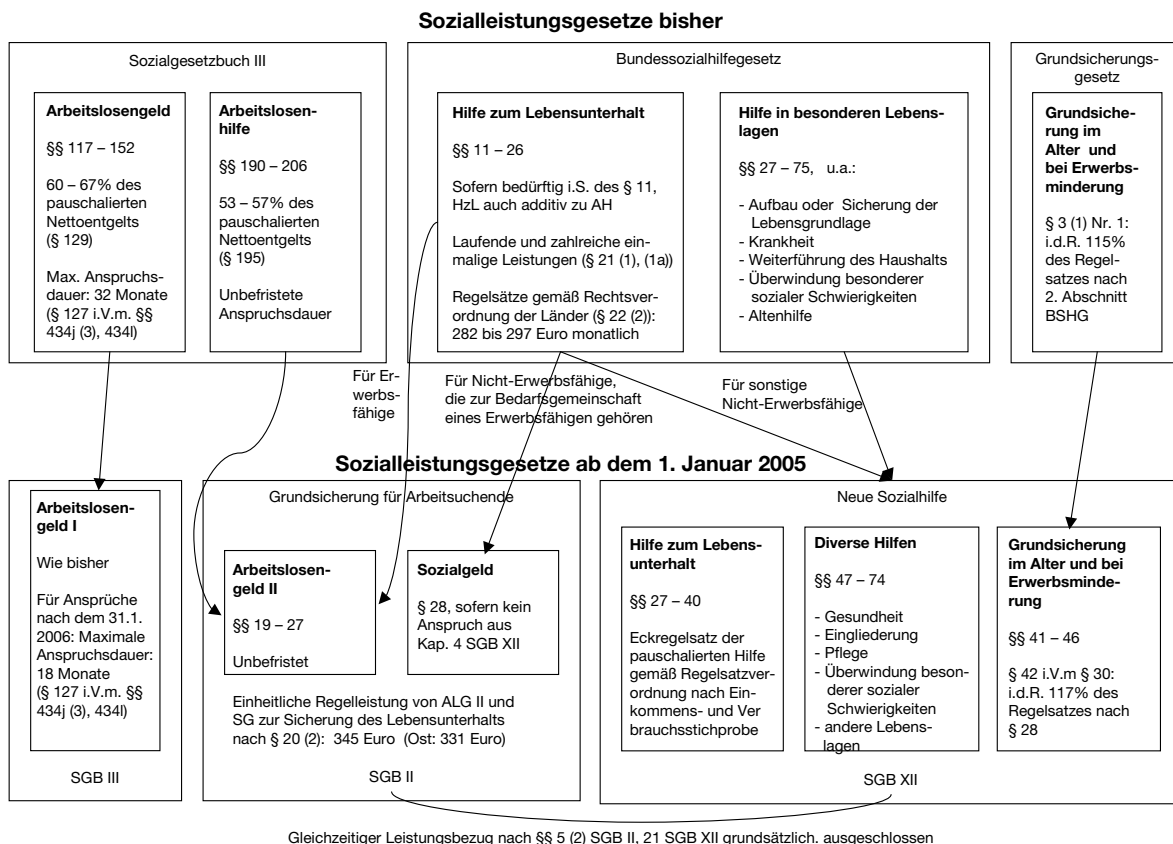 Sozialleistungsgesetze bisher
Sozialgesetzbuch III
Arbeitslosengeld
§§ 117 – 152
60 – 67% des
pauschalierten
Nettoentgelts
(§ 129)
Max. Anspruchs-
dauer: 32 Monate
(§ 127 i.V.m. §§
434j (3), 434l)
Arbeitslosen-
hilfe
§§ 190 – 206
53 – 57% des
pauschalierten
Nettoentgelts
(§ 195)
Unbefristete
Anspruchsdauer
Bundessozialhilfegesetz
Hilfe zum Lebensunterhalt
§§ 11 – 26
Sofern bedürftig i.S. des § 11,
HzL auch additiv zu AH
Laufende und zahlreiche ein-
malige Leistungen (§ 21 (1), (1a))
Regelsätze gemäß Rechtsver-
ordnung der Länder (§ 22 (2)):
282 bis 297 Euro monatlich
Hilfe in besonderen Lebens-
lagen
§§ 27 – 75, u.a.:
- Aufbau oder Sicherung der
Lebensgrundlage
- Krankheit
- Weiterführung des Haushalts
- Überwindung besonderer
sozialer Schwierigkeiten
- Altenhilfe
Grundsicherungs-
gesetz
Grundsiche-
rung im
Alter und
bei Erwerbs-
minderung
§ 3 (1) Nr. 1:
i.d.R. 115%
des Regel-
satzes nach
2. Abschnitt
BSHG
Für Er-
werbs-
fähige
Für Nicht-Erwerbsfähige,
die zur Bedarfsgemeinschaft
eines Erwerbsfähigen gehören
Für sonstige
Nicht-Erwerbsfähige
Sozialleistungsgesetze ab dem 1. Januar 2005
Arbeitslosen-
geld I
Wie bisher
Für Ansprüche
nach dem 31.1.
2006: Maximale
Anspruchsdauer:
18 Monate
(§ 127 i.V.m. §§
434j (3), 434l)
SGB III
Grundsicherung für Arbeitsuchende
Arbeitslosen-
geld II
§§ 19 – 27
Unbefristet
Sozialgeld
§ 28, sofern kein
Anspruch aus
Kap. 4 SGB XII
Einheitliche Regelleistung von ALG II und
SG zur Sicherung des Lebensunterhalts
nach § 20 (2): 345 Euro (Ost: 331 Euro)
SGB II
Neue Sozialhilfe
Hilfe zum Lebens-
unterhalt
§§ 27 – 40
Eckregelsatz der
pauschalierten Hilfe
gemäß Regelsatzver-
ordnung nach Ein-
kommens- und Ver
brauchsstichprobe
Diverse Hilfen
§§ 47 – 74
- Gesundheit
- Eingliederung
- Pflege
- Überwindung beson-
derer sozialer
Schwierigkeiten
- andere Lebens-
lagen
Grundsicherung
im Alter und bei
Erwerbsminde-
rung
§§ 41 – 46
§ 42 i.V.m § 30:
i.d.R. 117% des
Regelsatzes nach
§ 28
SGB XII
Gleichzeitiger Leistungsbezug nach §§ 5 (2) SGB II, 21 SGB XII grundsätzlich. ausgeschlossen